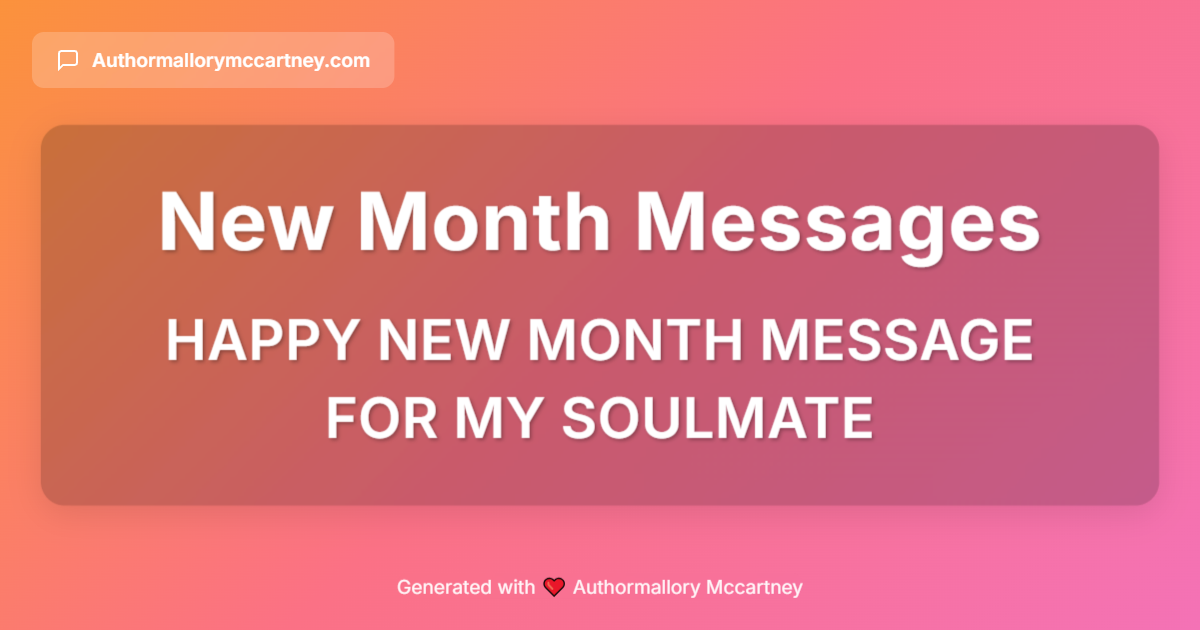 Authormallorymccartney.com
New Month Messages
HAPPY NEW MONTH MESSAGE
FOR MY SOULMATE
Generated with ❤️ Authormallory Mccartney